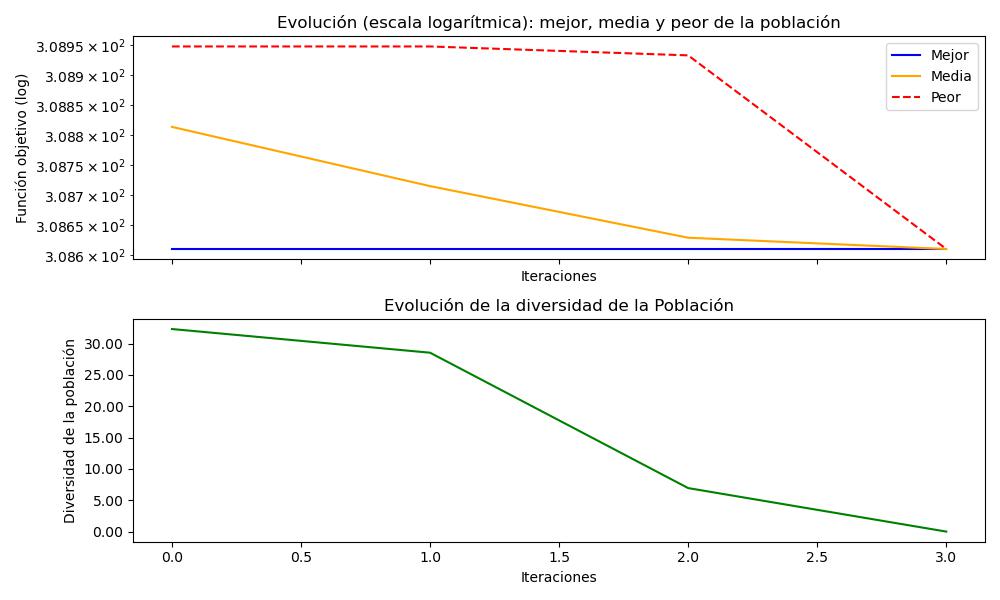 Evolución (escala logarítmica): mejor, media y peor de la población
Función objetivo (log)
3.0895 × 10²
3.089 × 10²
3.0885 × 10²
3.088 × 10²
3.0875 × 10²
3.087 × 10²
3.0865 × 10²
3.086 × 10²
Mejor
Media
Peor
Iteraciones
Evolución de la diversidad de la Población
Diversidad de la población
30.00
25.00
20.00
15.00
10.00
5.00
0.00
0.0 0.5 1.0 1.5 2.0 2.5 3.0
Iteraciones